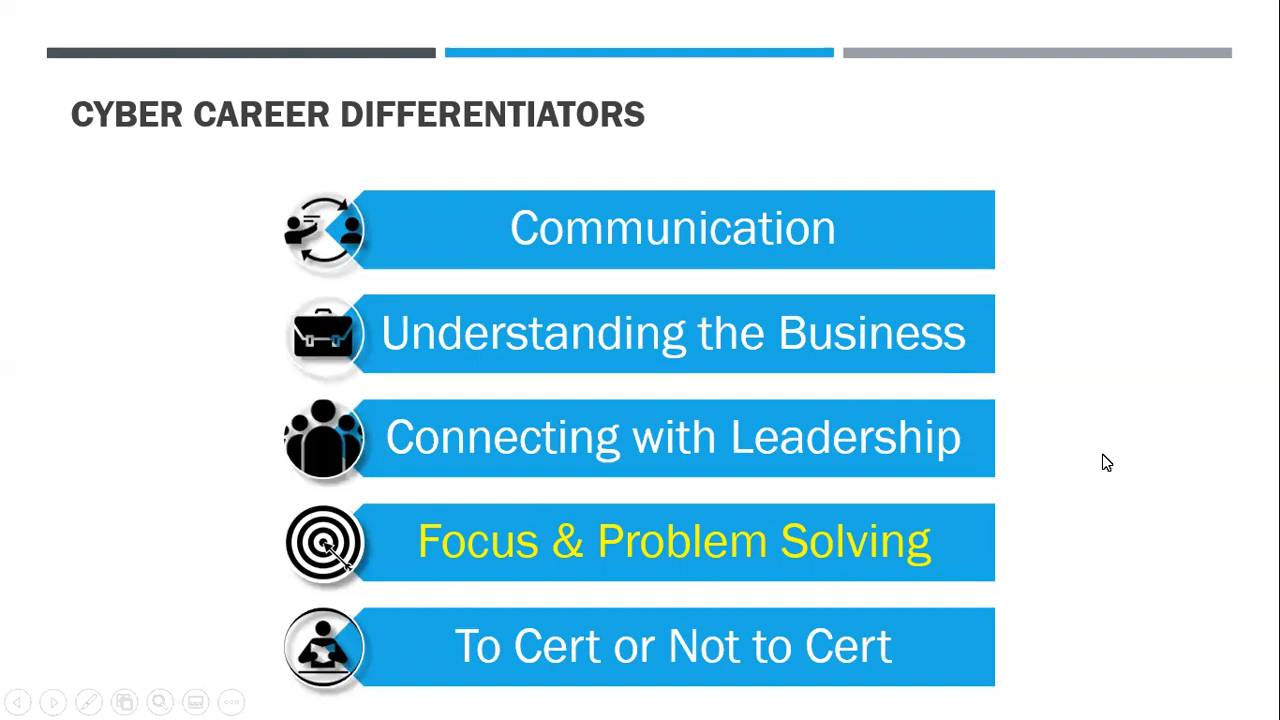 CYBER CAREER DIFFERENTIATORS
Communication
Understanding the Business
Connecting with Leadership
Focus & Problem Solving
To Cert or Not to Cert